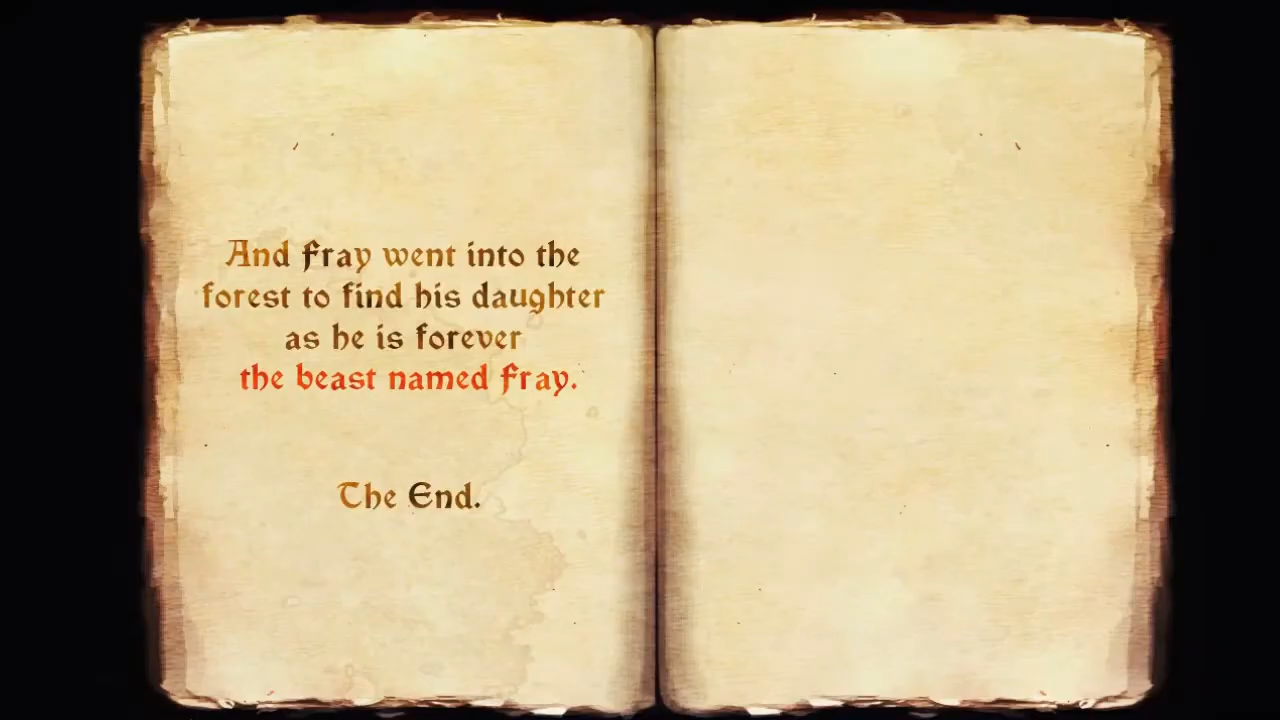 And Fray went into the
forest to find his daughter
as he is forever
the beast named Fray.
The End.